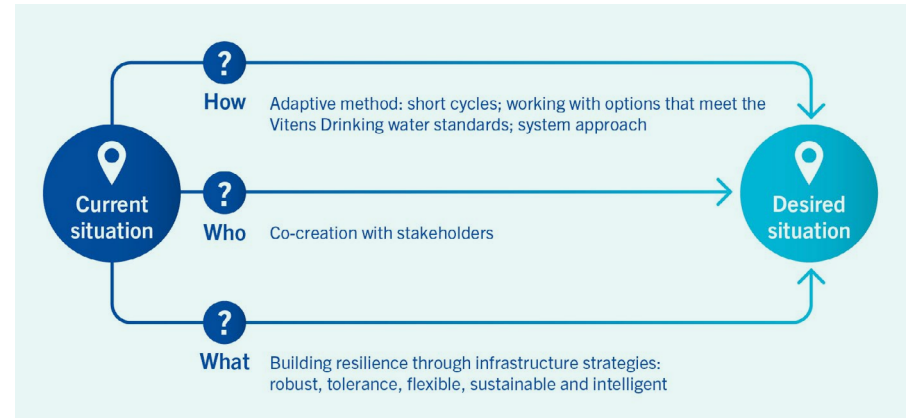 ?
How
Adaptive method: short cycles; working with options that meet the
Vitens Drinking water standards; system approach
Current
situation
?
Who
Co-creation with stakeholders
Desired
situation
?
What
Building resilience through infrastructure strategies:
robust, tolerance, flexible, sustainable and intelligent